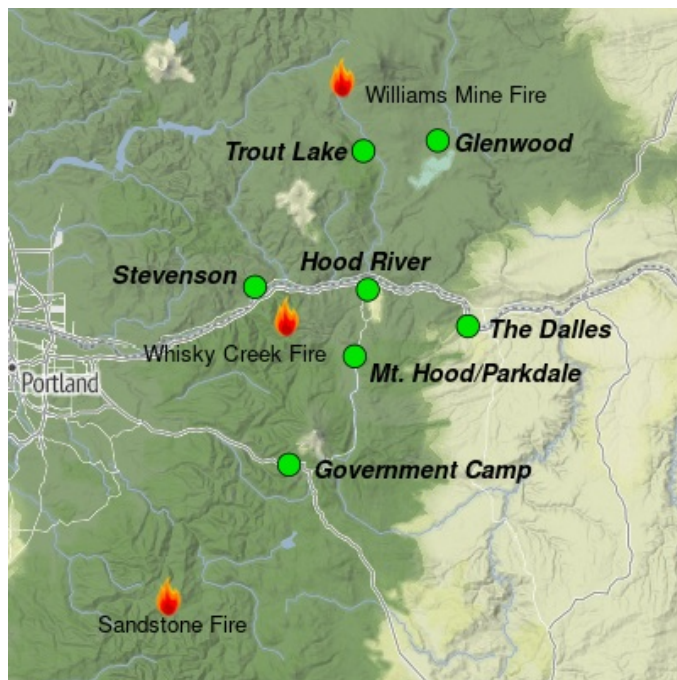 Williams Mine Fire
Trout Lake
Glenwood
Hood River
Stevenson
The Dalles
Whisky Creek Fire
Mt. Hood/Parkdale
Portland
Government Camp
Sandstone Fire